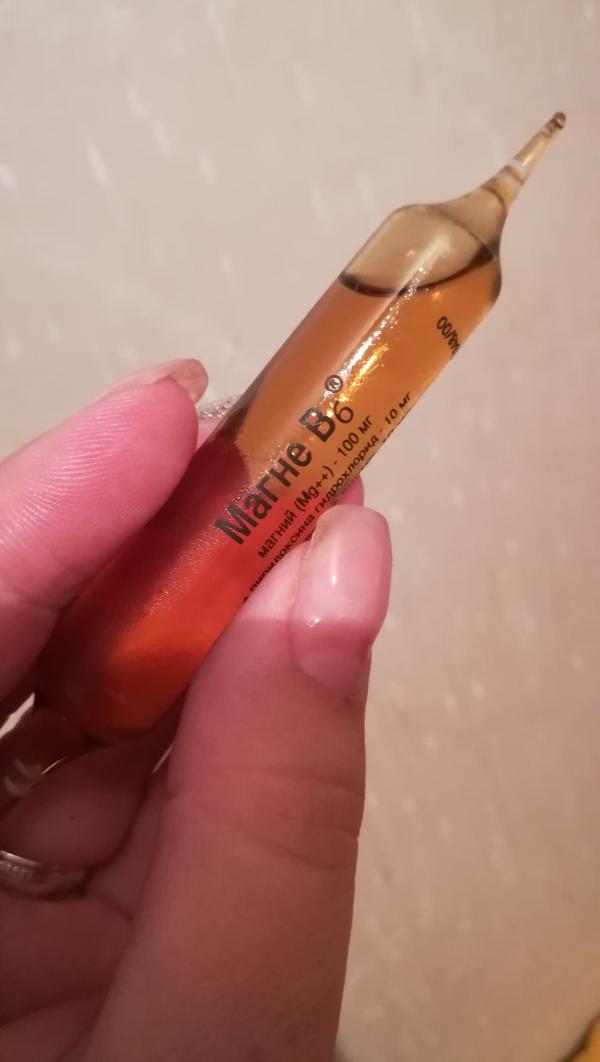 Магне B6®
магний (Mg++) - 100 мг
пиридоксина гидрохлорид - 10 мг